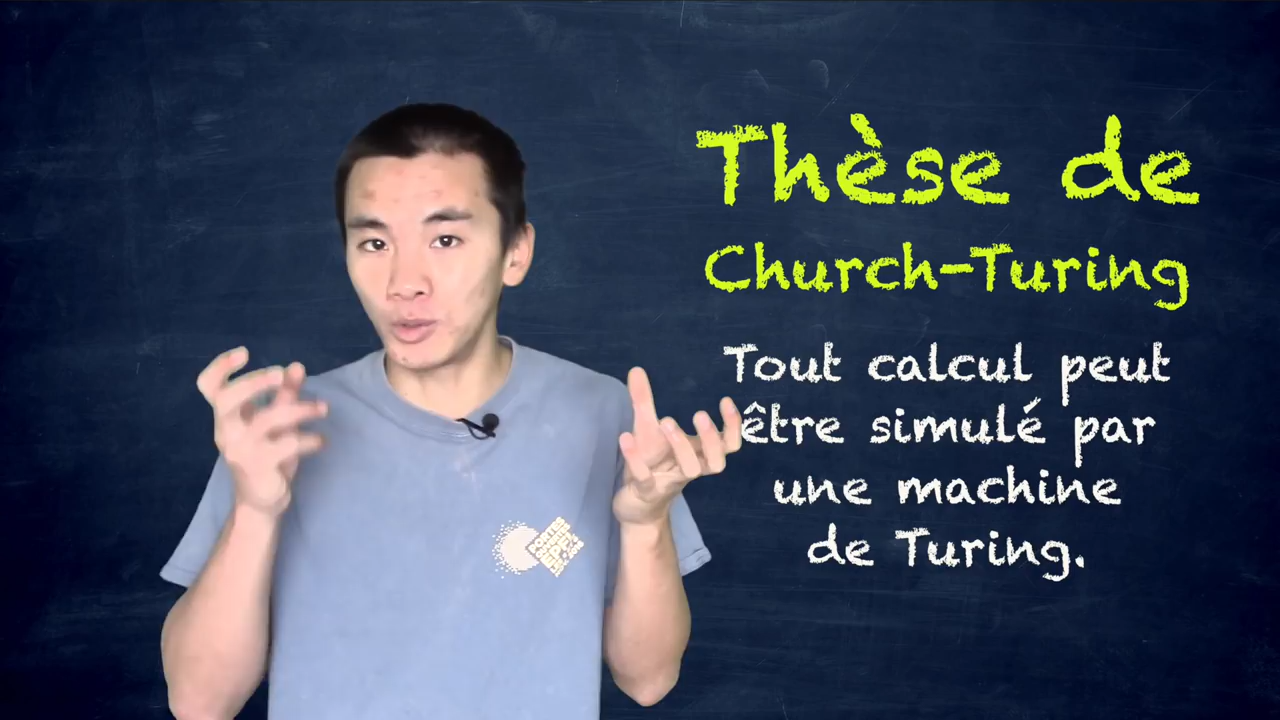 Thèse de
Church-Turing
Tout calcul peut
être simulé par
une machine
de Turing.